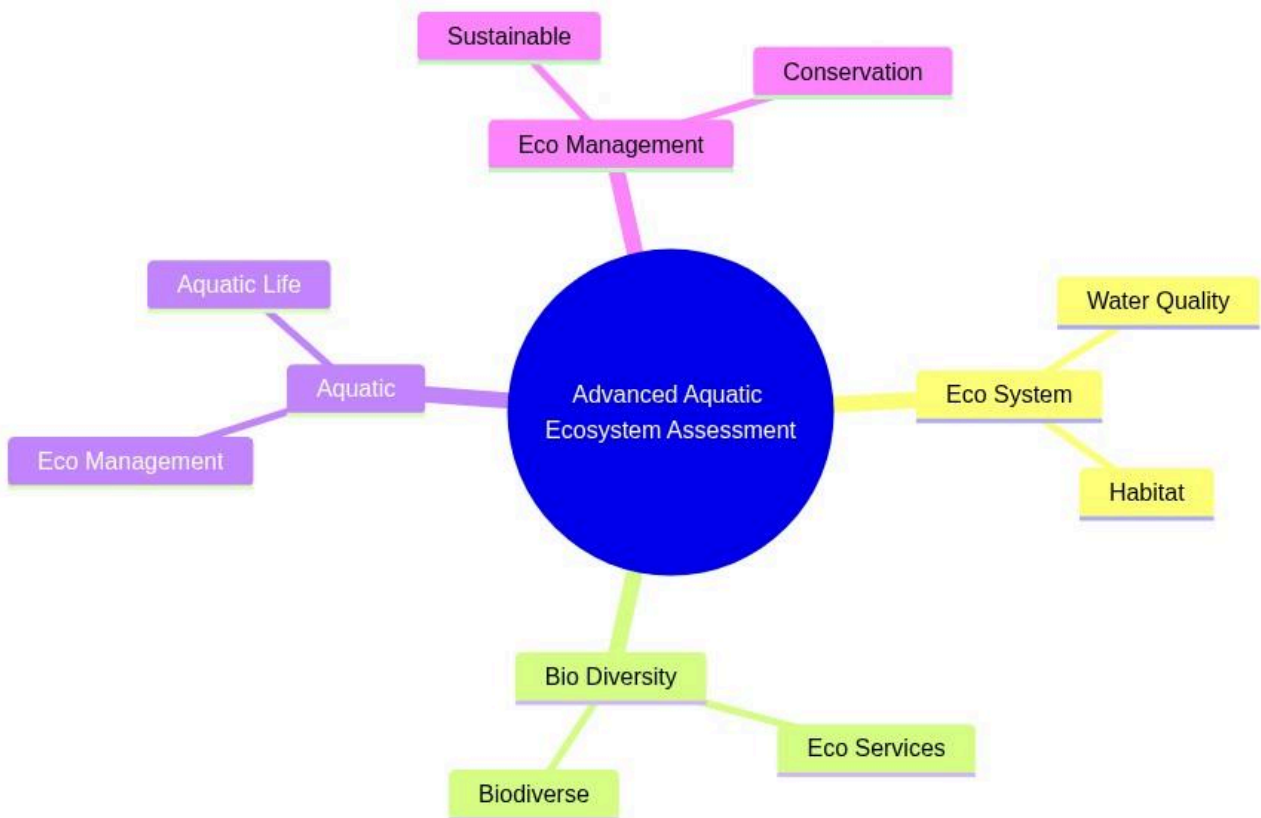 Sustainable
Conservation
Eco Management
Aquatic Life
Water Quality
Aquatic
Advanced Aquatic
Ecosystem Assessment
Eco System
Eco Management
Habitat
Bio Diversity
Eco Services
Biodiverse